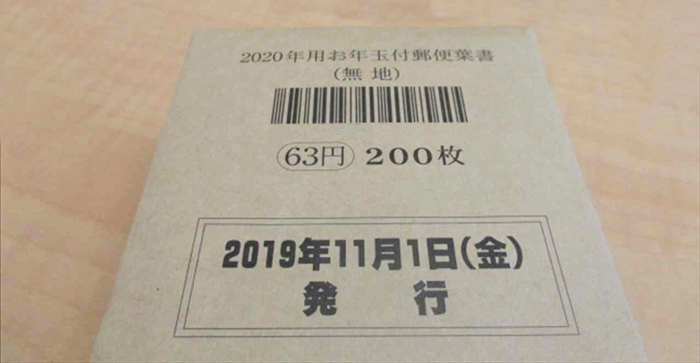 2020年用お年玉付郵便葉書
(無地)
63円 200枚
2019年11月1日(金)
発 行